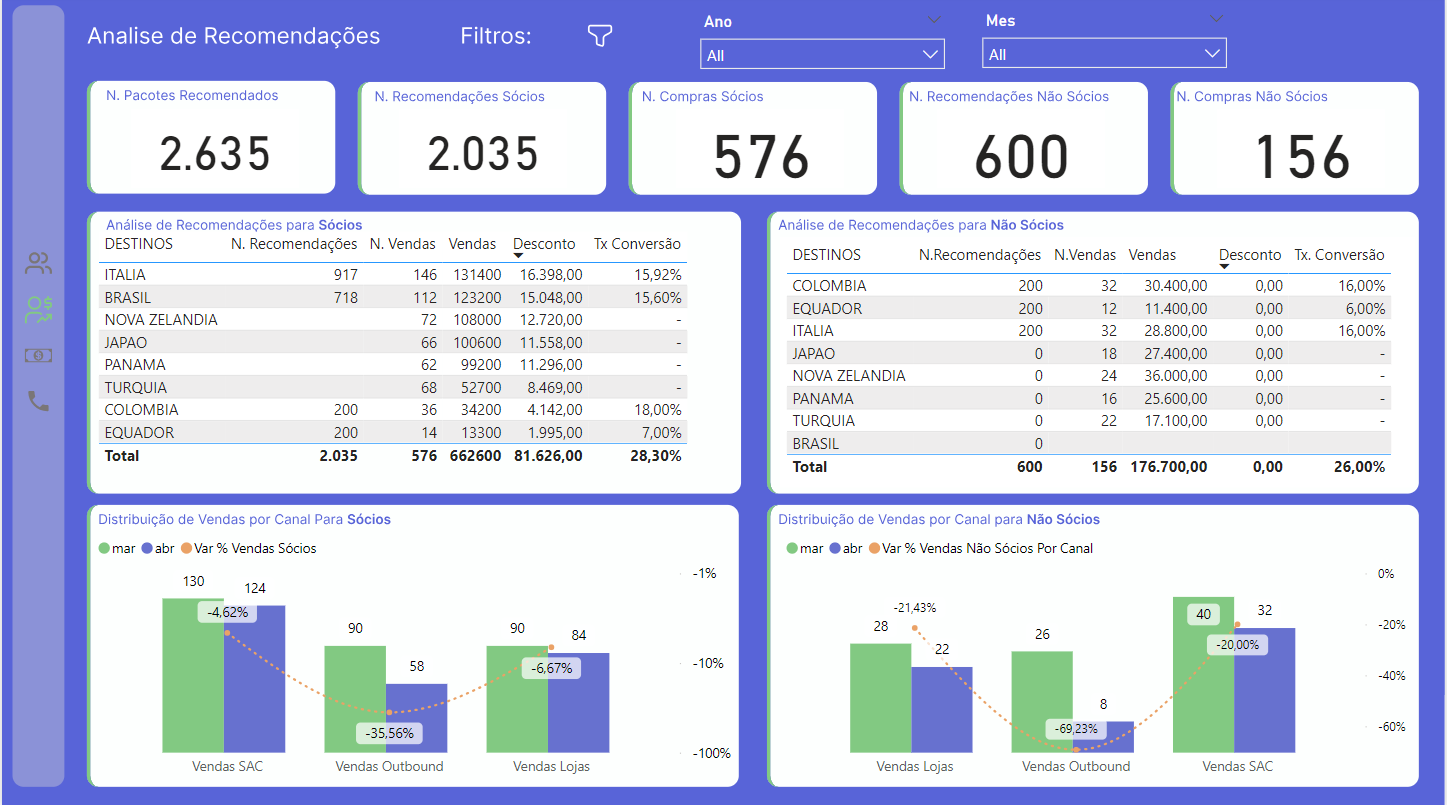 Analise de Recomendações
Filtros:
Ano
All
Mes
All
N. Pacotes Recomendados
2.635
N. Recomendações Sócios
2.035
N. Compras Sócios
576
N. Recomendações Não Sócios
600
N. Compras Não Sócios
156
Análise de Recomendações para Sócios
DESTINOS N. Recomendações N. Vendas Vendas Desconto Tx Conversão
ITALIA 917 146 131400 16.398,00 15,92%
BRASIL 718 112 123200 15.048,00 15,60%
NOVA ZELANDIA 72 108000 12.720,00 -
JAPAO 66 100600 11.558,00 -
PANAMA 62 99200 11.296,00 -
TURQUIA 68 52700 8.469,00 -
COLOMBIA 200 36 34200 4.142,00 18,00%
EQUADOR 200 14 13300 1.995,00 7,00%
Total 2.035 576 662600 81.626,00 28,30%
Análise de Recomendações para Não Sócios
DESTINOS N.Recomendações N.Vendas Vendas Desconto Tx. Conversão
COLOMBIA 200 32 30.400,00 0,00 16,00%
EQUADOR 200 12 11.400,00 0,00 6,00%
ITALIA 200 32 28.800,00 0,00 16,00%
JAPAO 0 18 27.400,00 0,00 -
NOVA ZELANDIA 0 24 36.000,00 0,00 -
PANAMA 0 16 25.600,00 0,00 -
TURQUIA 0 22 17.100,00 0,00 -
BRASIL 0
Total 600 156 176.700,00 0,00 26,00%
Distribuição de Vendas por Canal Para Sócios
mar abr Var % Vendas Sócios
130 124 -4,62%
90 58 -35,56%
90 84 -6,67%
-1%
-10%
-100%
Vendas SAC Vendas Outbound Vendas Lojas
Distribuição de Vendas por Canal para Não Sócios
mar abr Var % Vendas Não Sócios Por Canal
28 22 -21,43%
26 8 -69,23%
40 32 -20,00%
0%
-20%
-40%
-60%
Vendas Lojas Vendas Outbound Vendas SAC